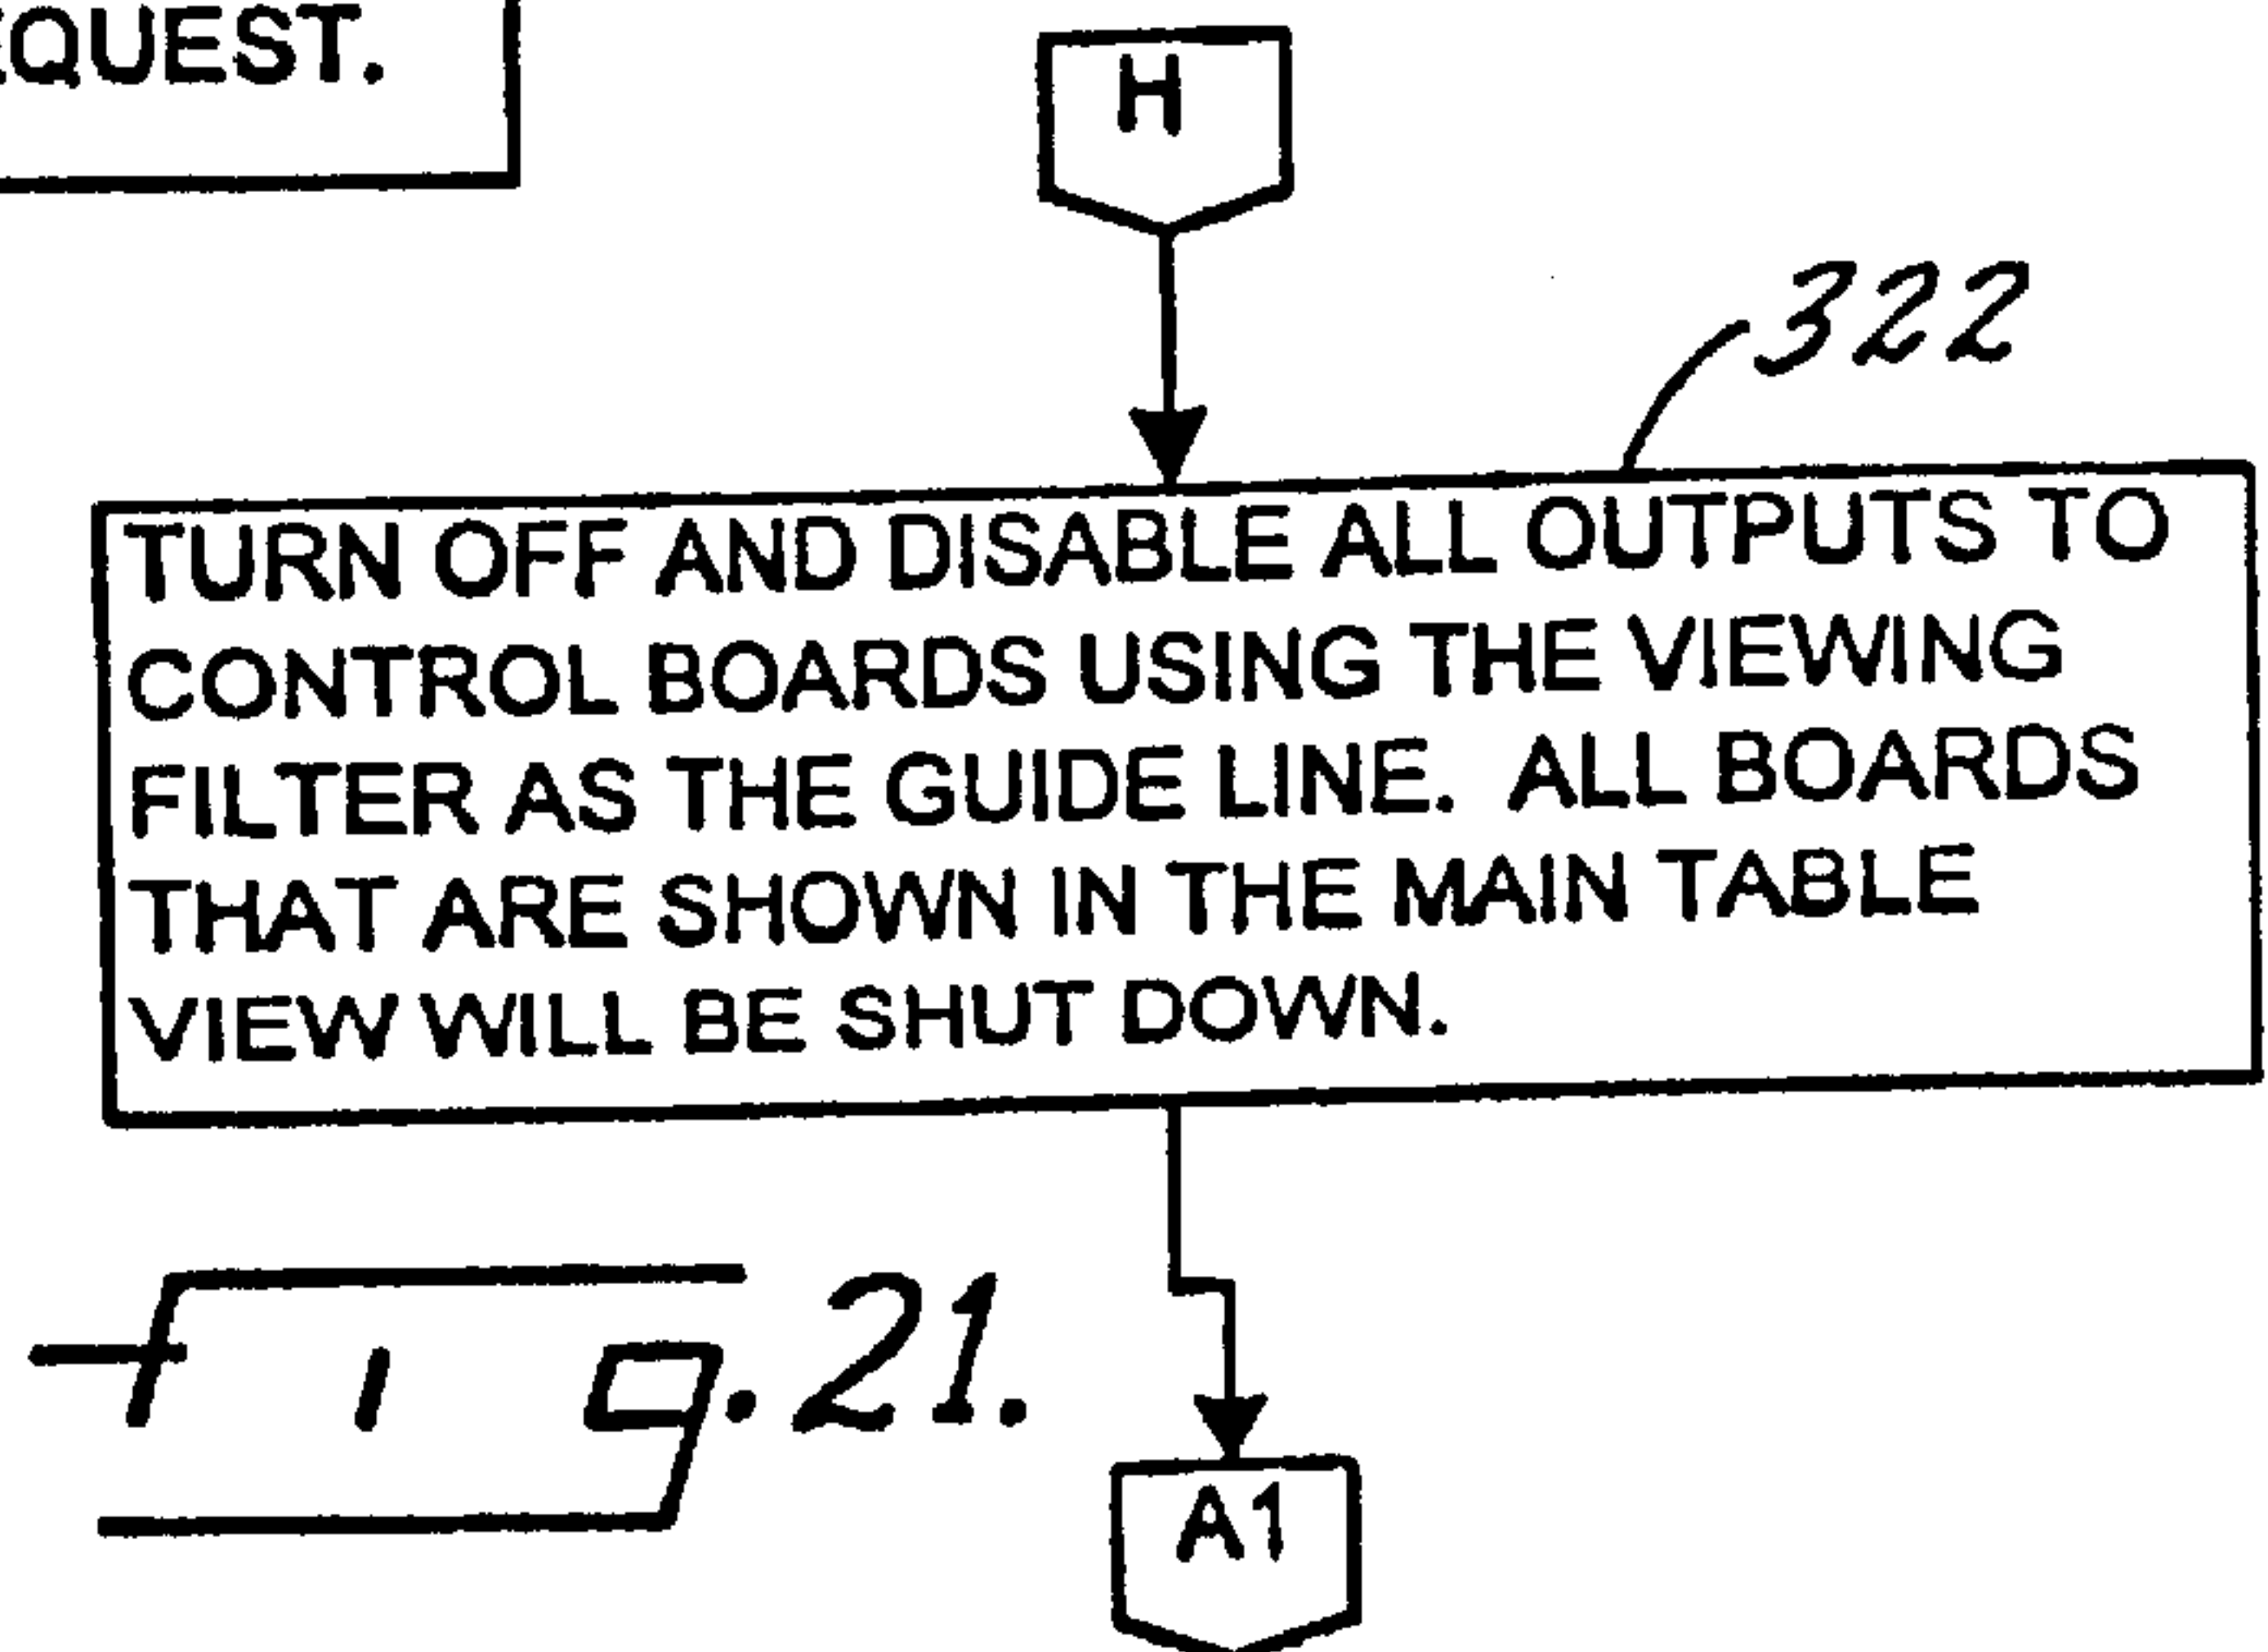 QUEST.
H
322
TURN OFF AND DISABLE ALL OUTPUTS TO
CONTROL BOARDS USING THE VIEWING
FILTER AS THE GUIDE LINE. ALL BOARDS
THAT ARE SHOWN IN THE MAIN TABLE
VIEW WILL BE SHUT DOWN.
Fig. 21.
A1